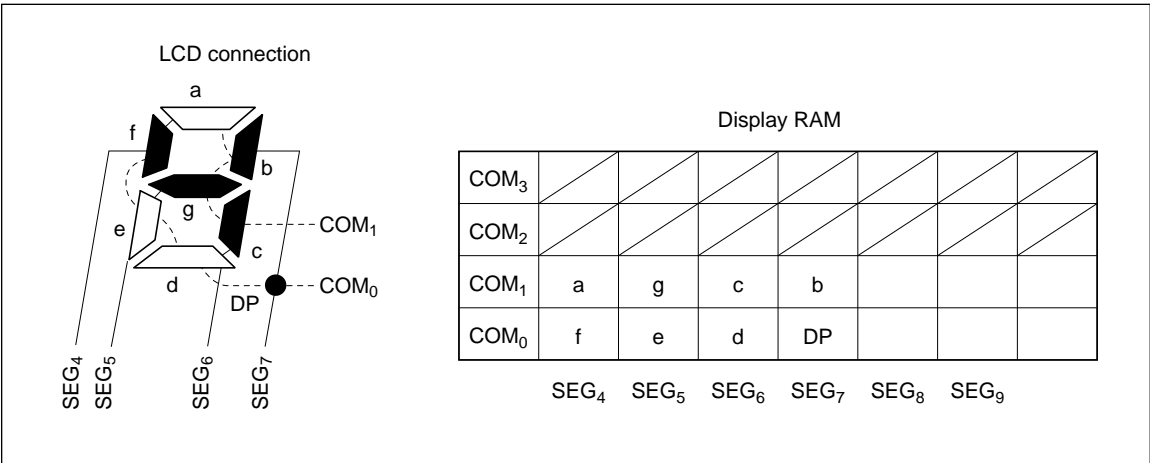 LCD connection
a
f
b
g
e
c
d
DP
COM₁
COM₀
SEG₄ SEG₅ SEG₆ SEG₇
Display RAM
COM₃
COM₂
COM₁ a g c b
COM₀ f e d DP
SEG₄ SEG₅ SEG₆ SEG₇ SEG₈ SEG₉